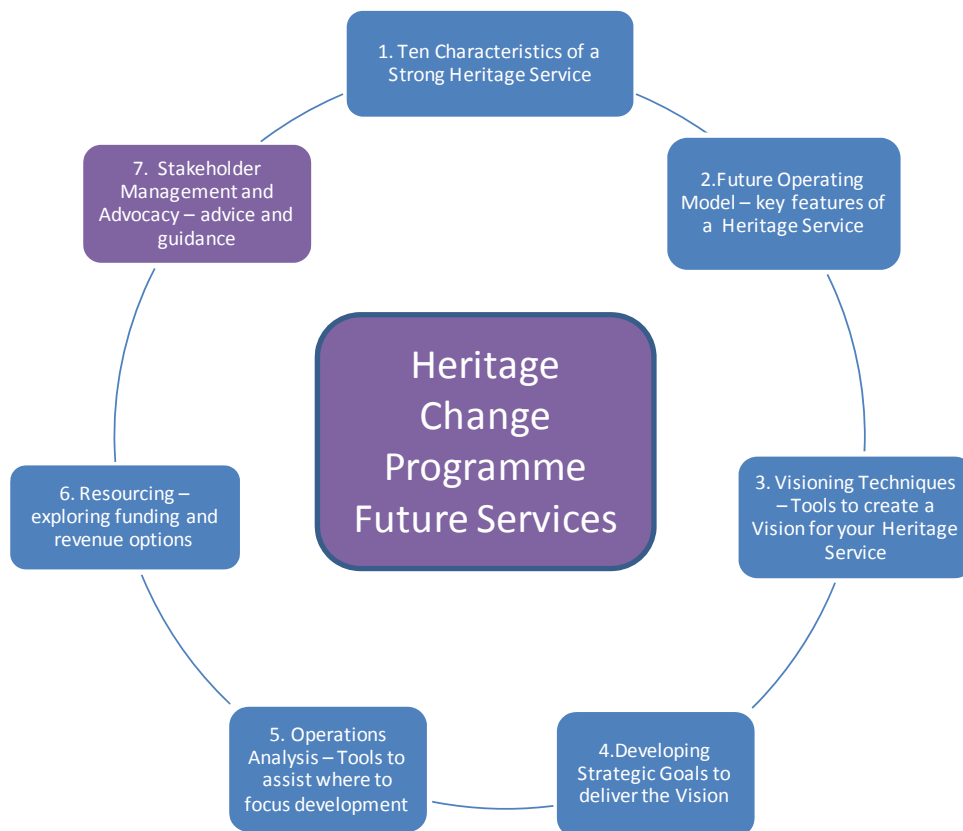 1. Ten Characteristics of a
Strong Heritage Service
2.Future Operating
Model – key features of
a Heritage Service
3. Visioning Techniques
– Tools to create a
Vision for your Heritage
Service
4.Developing
Strategic Goals to
deliver the Vision
5. Operations
Analysis – Tools to
assist where to
focus development
6. Resourcing –
exploring funding and
revenue options
7. Stakeholder
Management and
Advocacy – advice and
guidance
Heritage
Change
Programme
Future Services